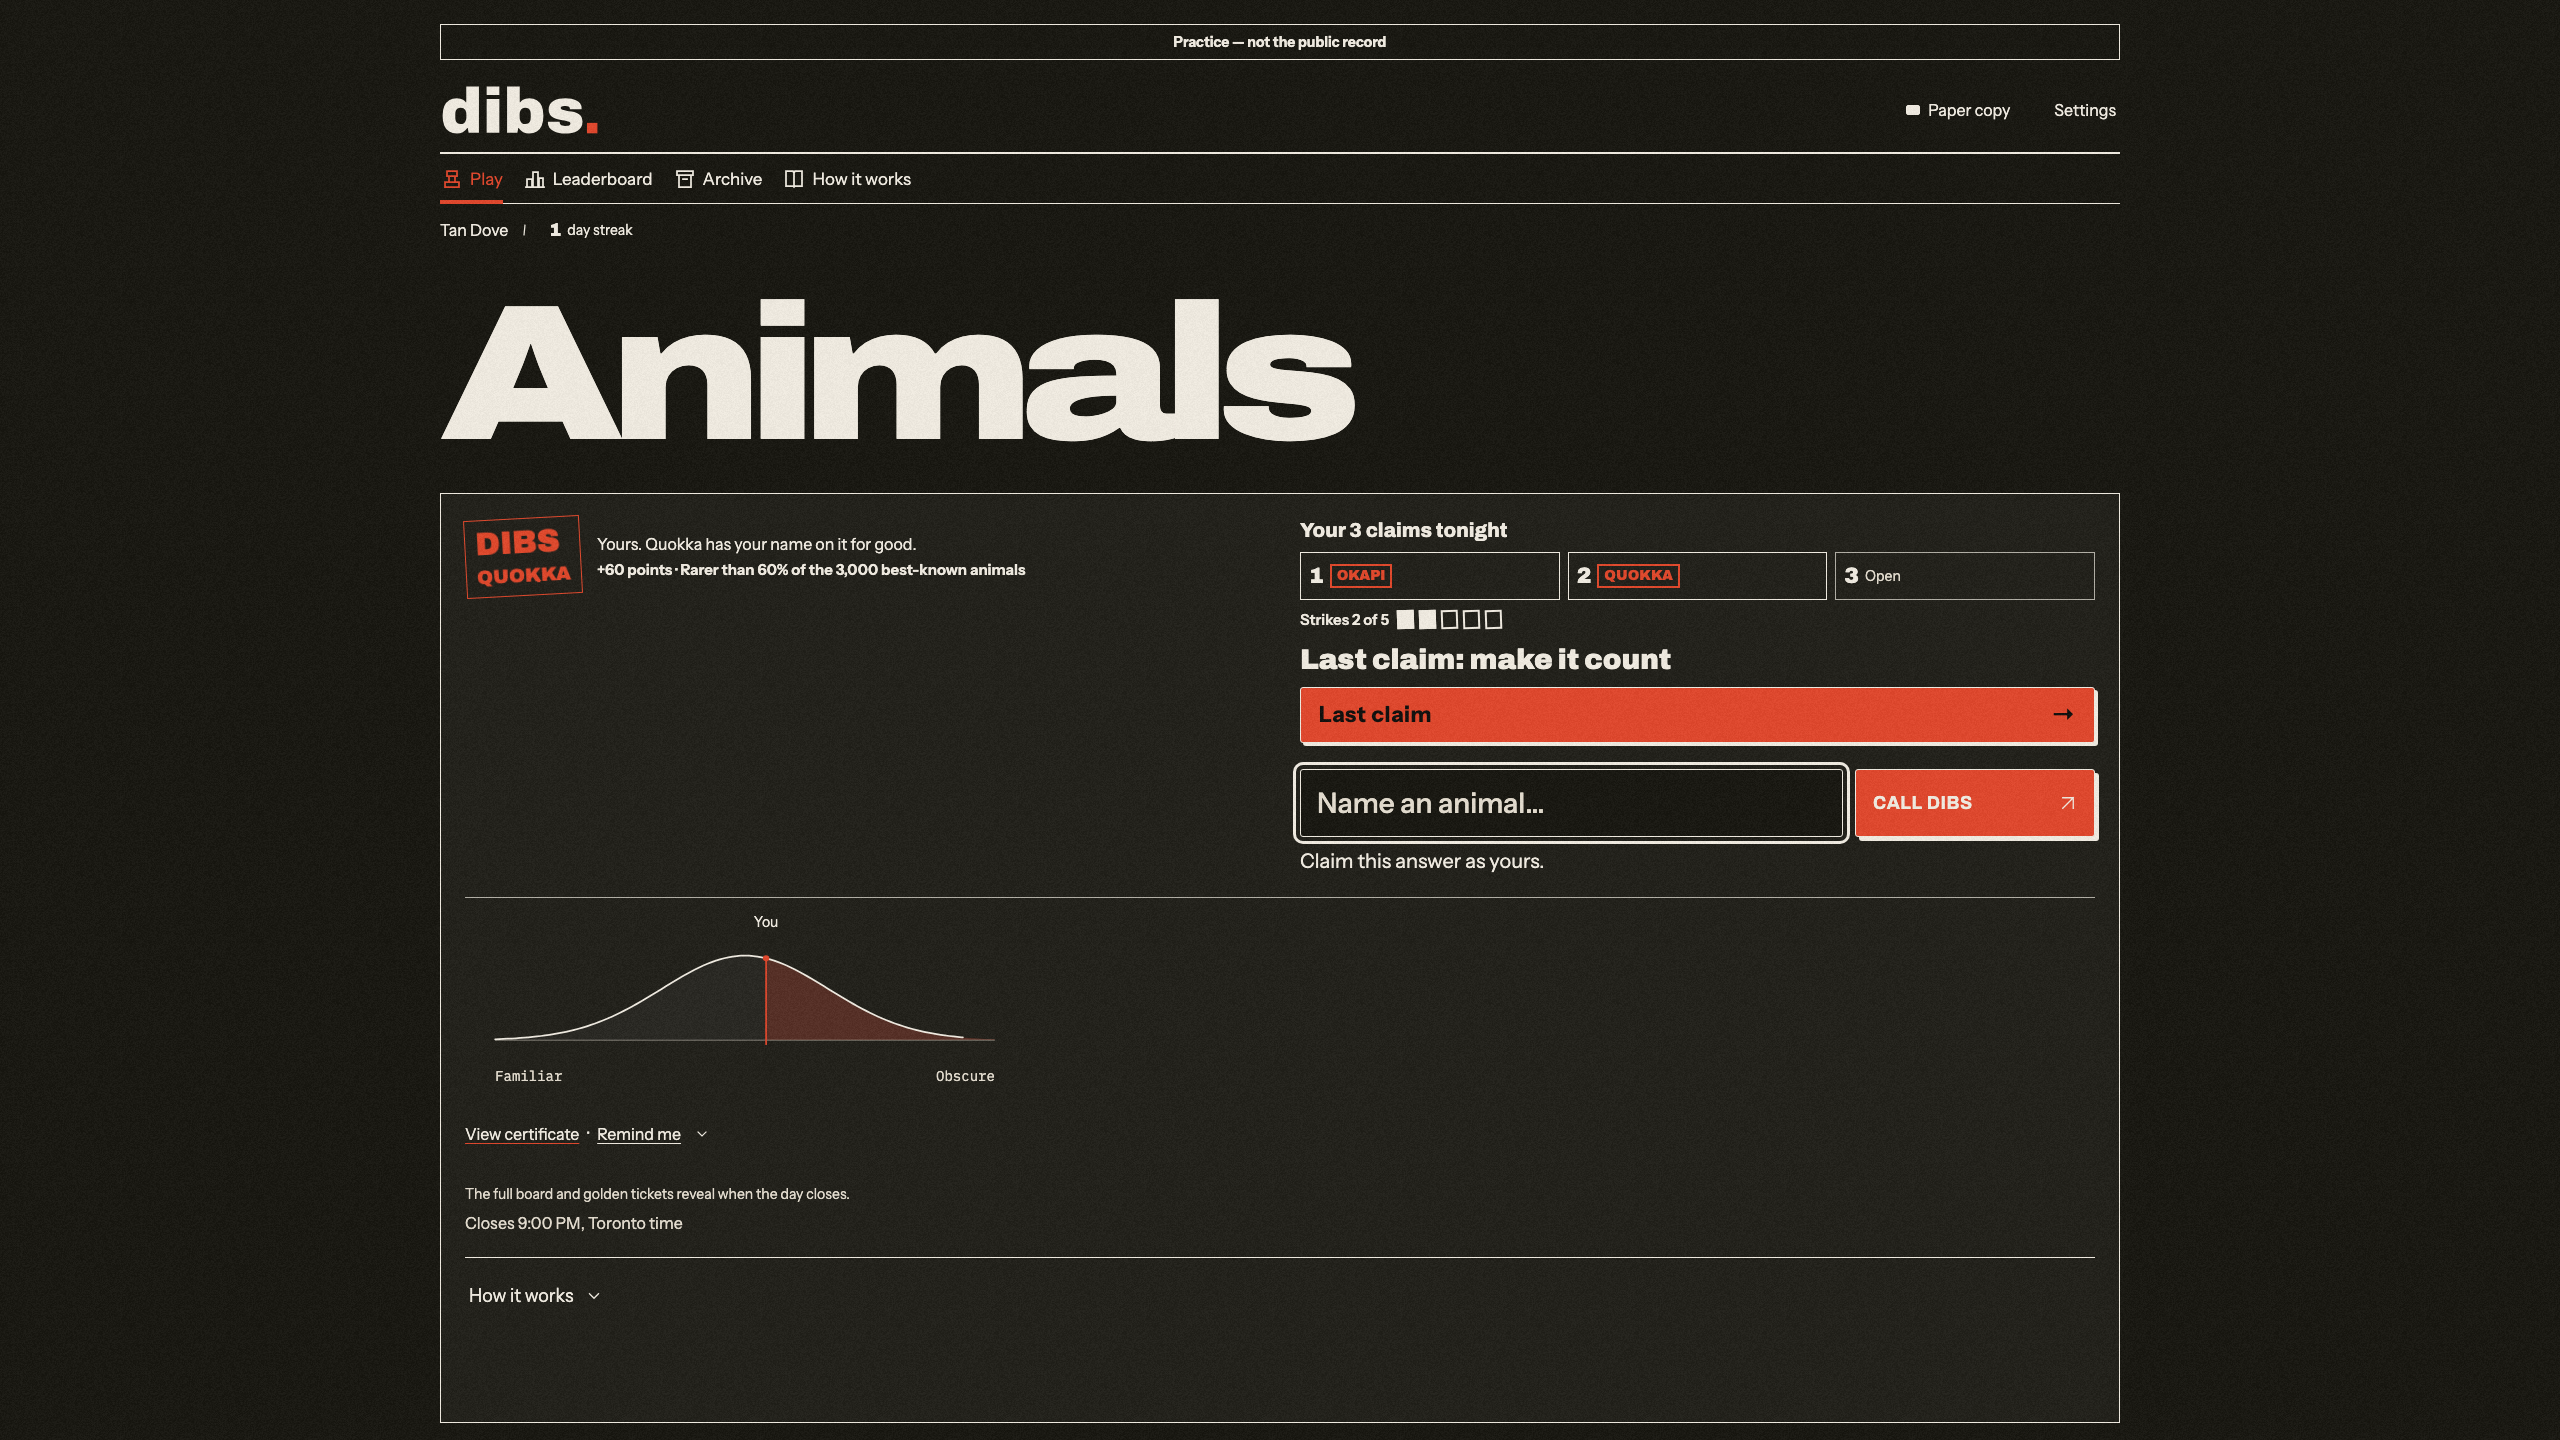 Practice — not the public record
dibs.
Paper copy
Settings
Play
Leaderboard
Archive
How it works
Tan Dove / 1 day streak
Animals
DIBS
QUOKKA
Yours. Quokka has your name on it for good.
+60 points · Rarer than 60% of the 3,000 best-known animals
Your 3 claims tonight
1 OKAPI
2 QUOKKA
3 Open
Strikes 2 of 5
Last claim: make it count
Last claim →
Name an animal...
CALL DIBS
Claim this answer as yours.
You
Familiar
Obscure
View certificate · Remind me
The full board and golden tickets reveal when the day closes.
Closes 9:00 PM, Toronto time
How it works